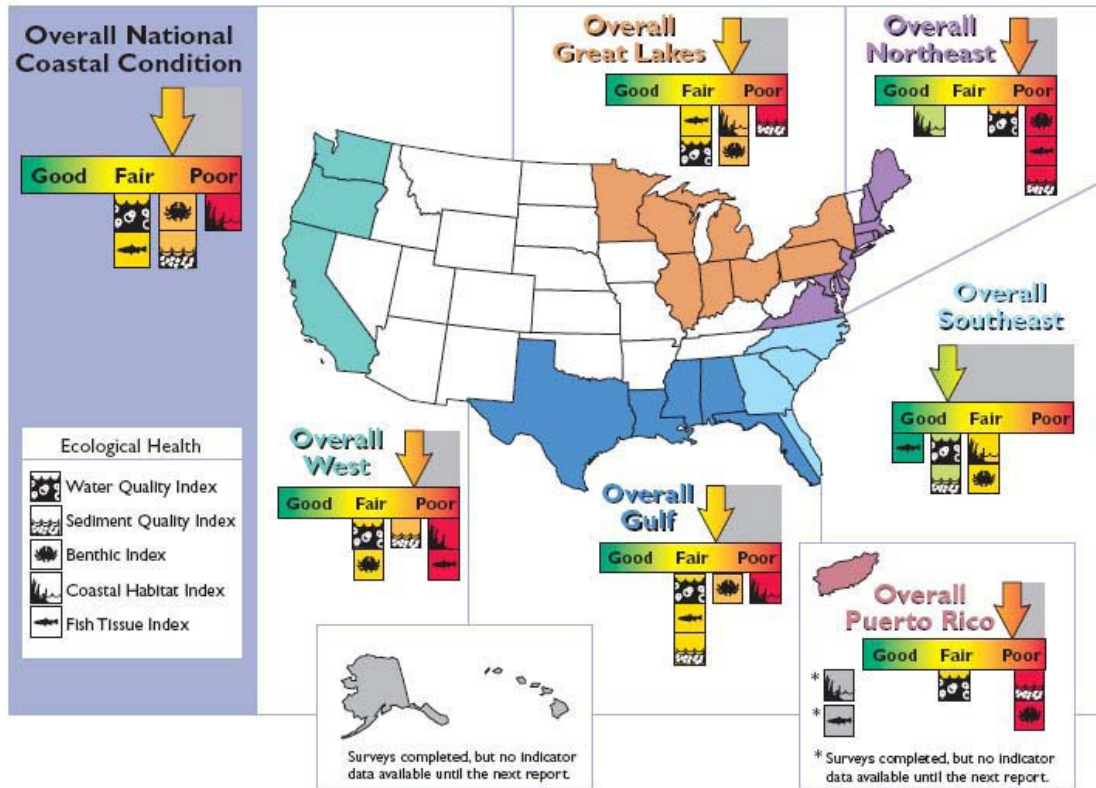 Overall National
Coastal Condition
Good Fair Poor
Ecological Health
Water Quality Index
Sediment Quality Index
Benthic Index
Coastal Habitat Index
Fish Tissue Index
Overall
Great Lakes
Good Fair Poor
Overall
Northeast
Good Fair Poor
Overall
Southeast
Good Fair Poor
Overall
West
Good Fair Poor
Overall
Gulf
Good Fair Poor
Surveys completed, but no indicator
data available until the next report.
Overall
Puerto Rico
Good Fair Poor
*
*
* Surveys completed, but no indicator
data available until the next report.